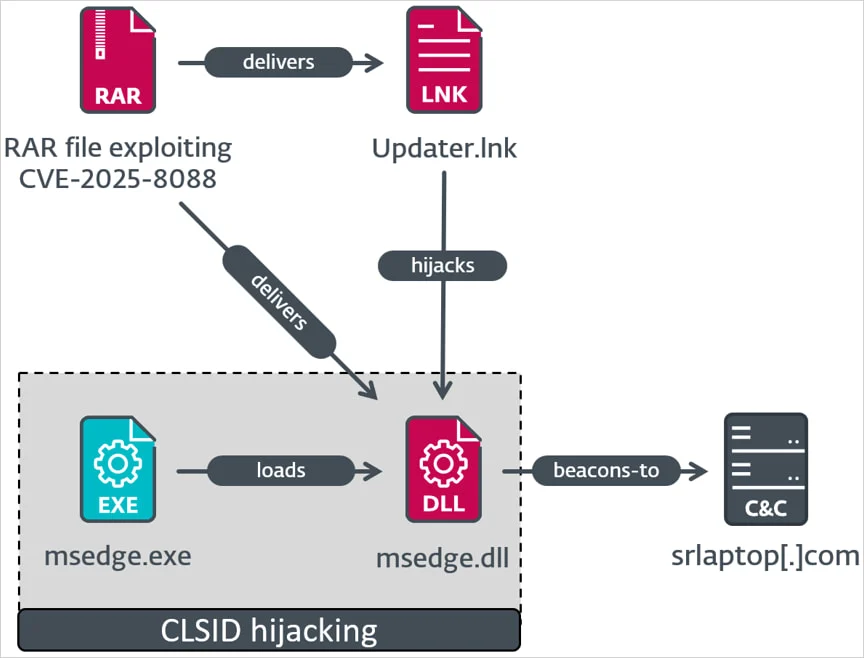 RAR
delivers
LNK
RAR file exploiting
CVE-2025-8088
Updater.lnk
delivers
hijacks
EXE
loads
DLL
beacons-to
C&C
msedge.exe
msedge.dll
srlaptop[.]com
CLSID hijacking